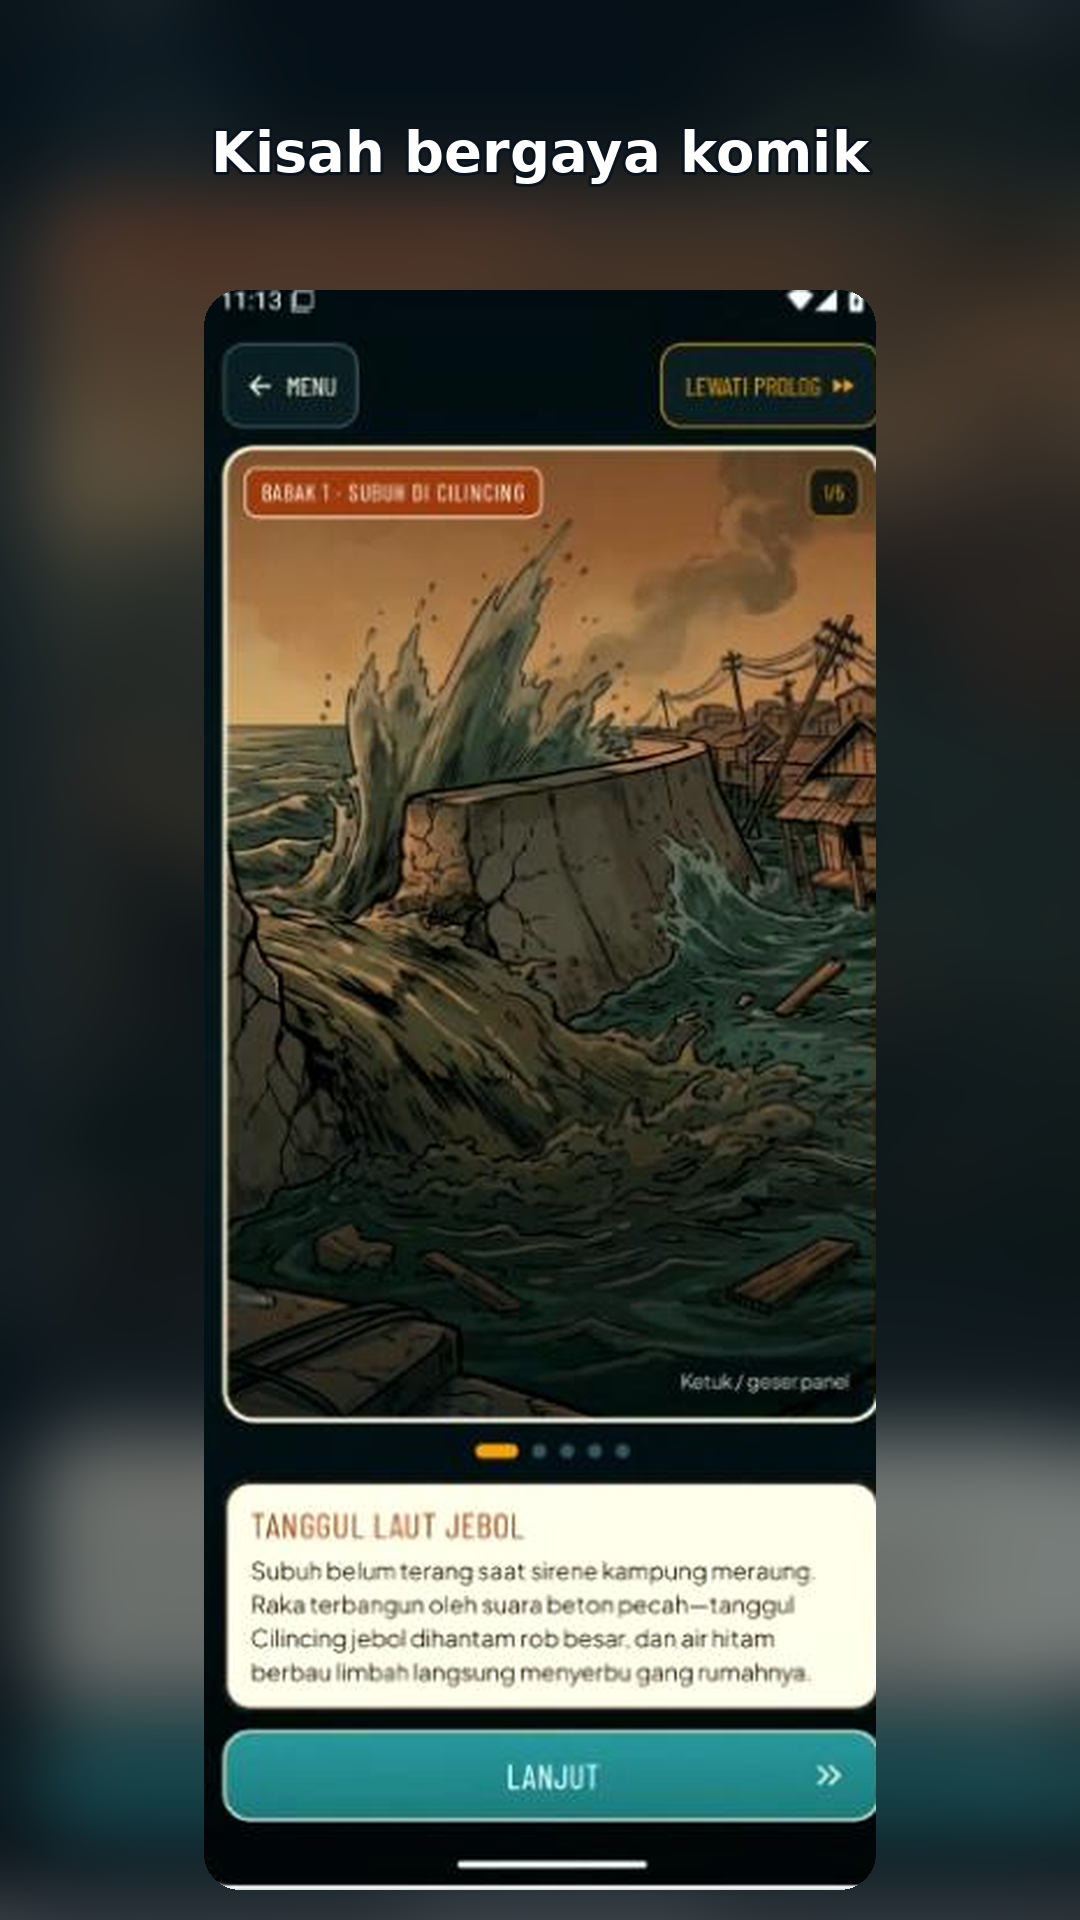 Kisah bergaya komik
11:13
MENU
LEWATI PROLOG
BABAK 1 - SUBUH DI CILINCING
1/5
Ketuk / geser panel
TANGGUL LAUT JEBOL
Subuh belum terang saat sirene kampung meraung.
Raka terbangun oleh suara beton pecah—tanggul
Cilincing jebol dihantam rob besar, dan air hitam
berbau limbah langsung menyerbu gang rumahnya.
LANJUT